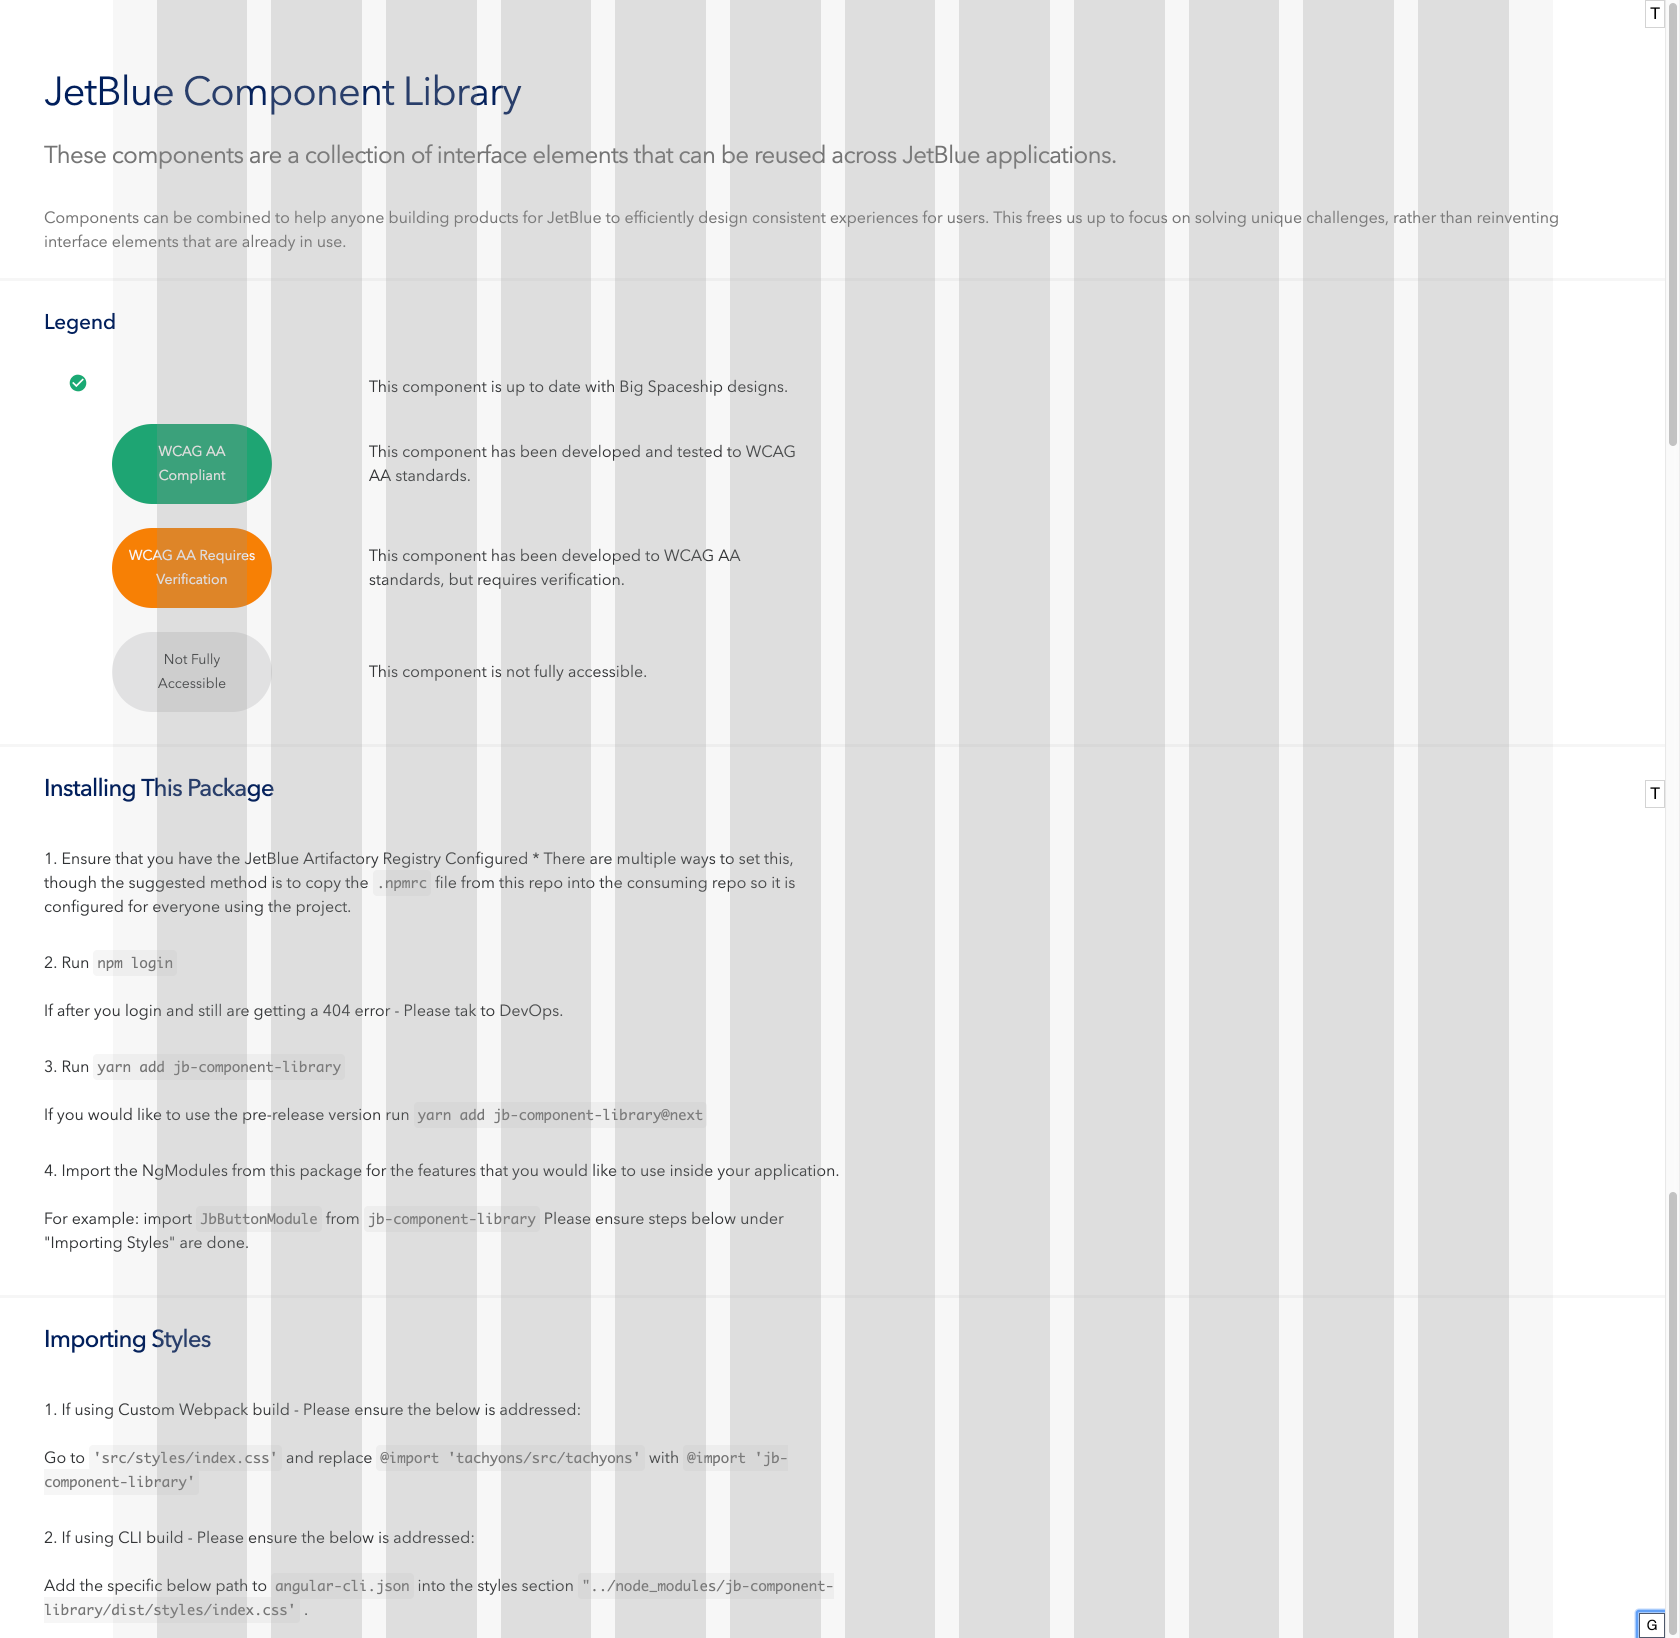 T
JetBlue Component Library
These components are a collection of interface elements that can be reused across JetBlue applications.
Components can be combined to help anyone building products for JetBlue to efficiently design consistent experiences for users. This frees us up to focus on solving unique challenges, rather than reinventing
interface elements that are already in use.
Legend
This component is up to date with Big Spaceship designs.
WCAG AA
Compliant
This component has been developed and tested to WCAG
AA standards.
WCAG AA Requires
Verification
This component has been developed to WCAG AA
standards, but requires verification.
Not Fully
Accessible
This component is not fully accessible.
Installing This Package
T
1. Ensure that you have the JetBlue Artifactory Registry Configured * There are multiple ways to set this,
though the suggested method is to copy the .npmrc file from this repo into the consuming repo so it is
configured for everyone using the project.
2. Run npm login
If after you login and still are getting a 404 error - Please tak to DevOps.
3. Run yarn add jb-component-library
If you would like to use the pre-release version run yarn add jb-component-library@next
4. Import the NgModules from this package for the features that you would like to use inside your application.
For example: import JbButtonModule from jb-component-library Please ensure steps below under
"Importing Styles" are done.
Importing Styles
1. If using Custom Webpack build - Please ensure the below is addressed:
Go to 'src/styles/index.css' and replace @import 'tachyons/src/tachyons' with @import 'jb-
component-library'
2. If using CLI build - Please ensure the below is addressed:
Add the specific below path to angular-cli.json into the styles section "../node_modules/jb-component-
library/dist/styles/index.css' .
G